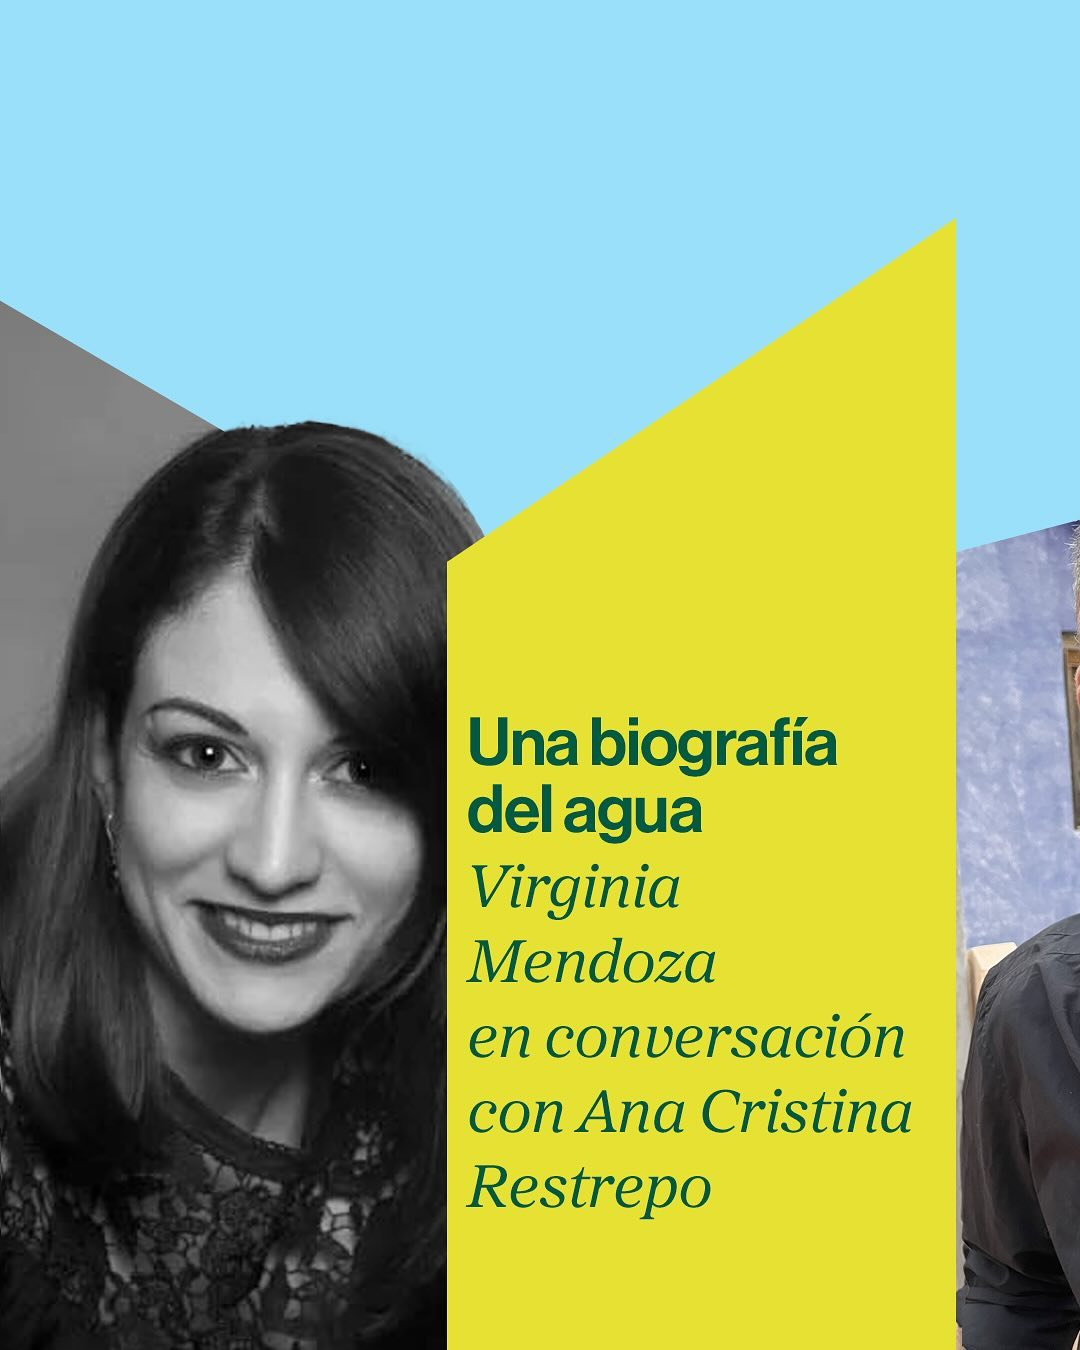 Una biografía
del agua
Virginia
Mendoza
en conversación
con Ana Cristina
Restrepo